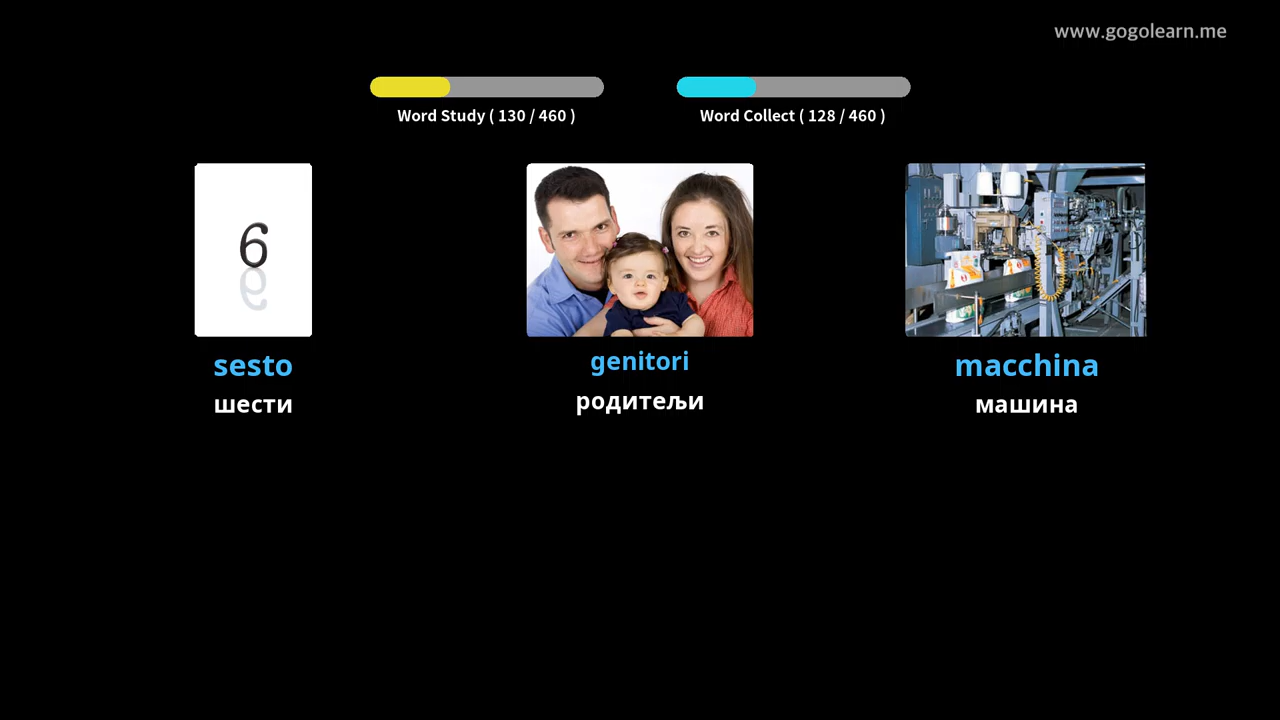 www.gogolearn.me
Word Study ( 130 / 460 )
Word Collect ( 128 / 460 )
6
sesto
genitori
macchina
шести
родитељи
машина